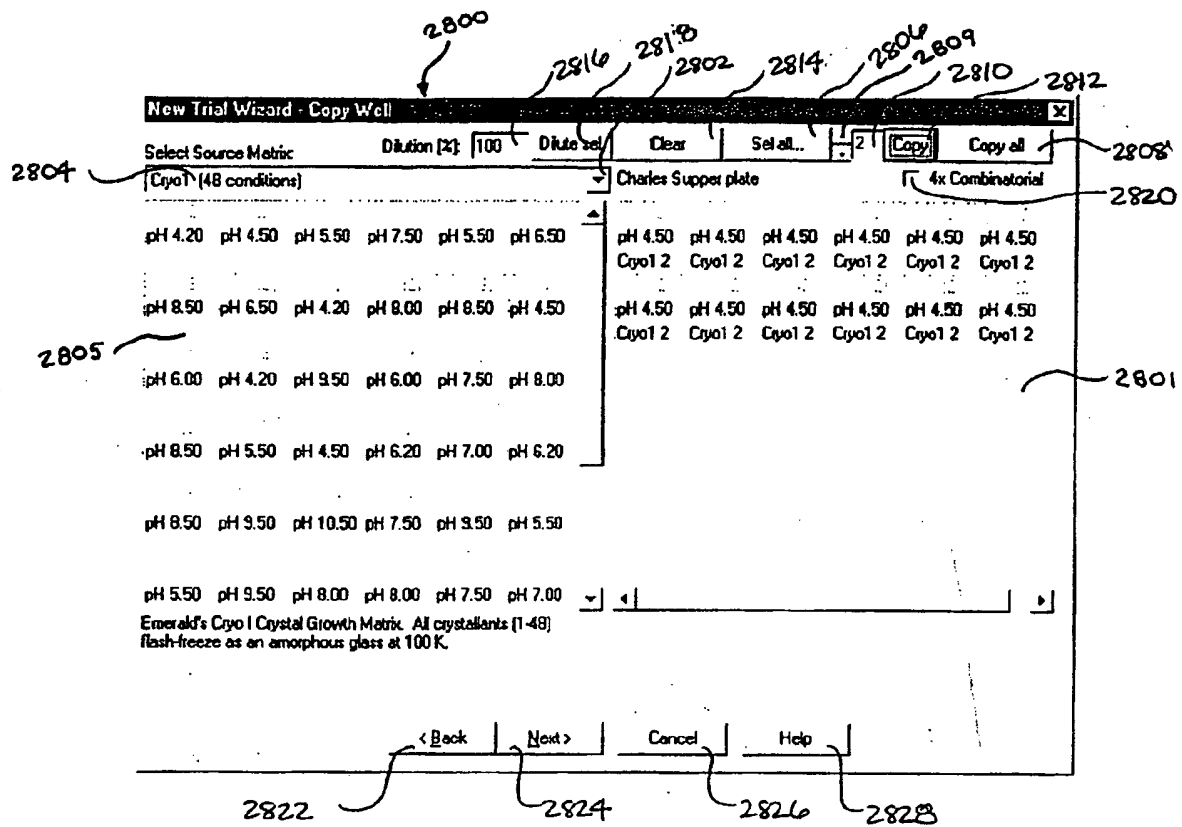 2800
2816 2818 2802 2814 2806 2809 2810 2812
New Trial Wizard - Copy Well
Select Source Matrix Dilution [%]: 100 Dilute sel Clear Sel all... 2 Copy Copy all
2808
2804
Cryo1 (48 conditions) Charles Supper plate 4x Combinatorial
2820
pH 4.20 pH 4.50 pH 5.50 pH 7.50 pH 5.50 pH 6.50 pH 4.50 pH 4.50 pH 4.50 pH 4.50 pH 4.50 pH 4.50
Cryo1 2 Cryo1 2 Cryo1 2 Cryo1 2 Cryo1 2 Cryo1 2
pH 8.50 pH 6.50 pH 4.20 pH 8.00 pH 8.50 pH 4.50 pH 4.50 pH 4.50 pH 4.50 pH 4.50 pH 4.50 pH 4.50
Cryo1 2 Cryo1 2 Cryo1 2 Cryo1 2 Cryo1 2 Cryo1 2
2805
pH 6.00 pH 4.20 pH 9.50 pH 6.00 pH 7.50 pH 8.00
2801
pH 8.50 pH 5.50 pH 4.50 pH 6.20 pH 7.00 pH 6.20
pH 8.50 pH 9.50 pH 10.50 pH 7.50 pH 9.50 pH 5.50
pH 5.50 pH 9.50 pH 8.00 pH 8.00 pH 7.50 pH 7.00
Emerald's Cryo I Crystal Growth Matrix. All crystallants (1-48)
flash-freeze as an amorphous glass at 100 K.
< Back Next > Cancel Help
2822 2824 2826 2828